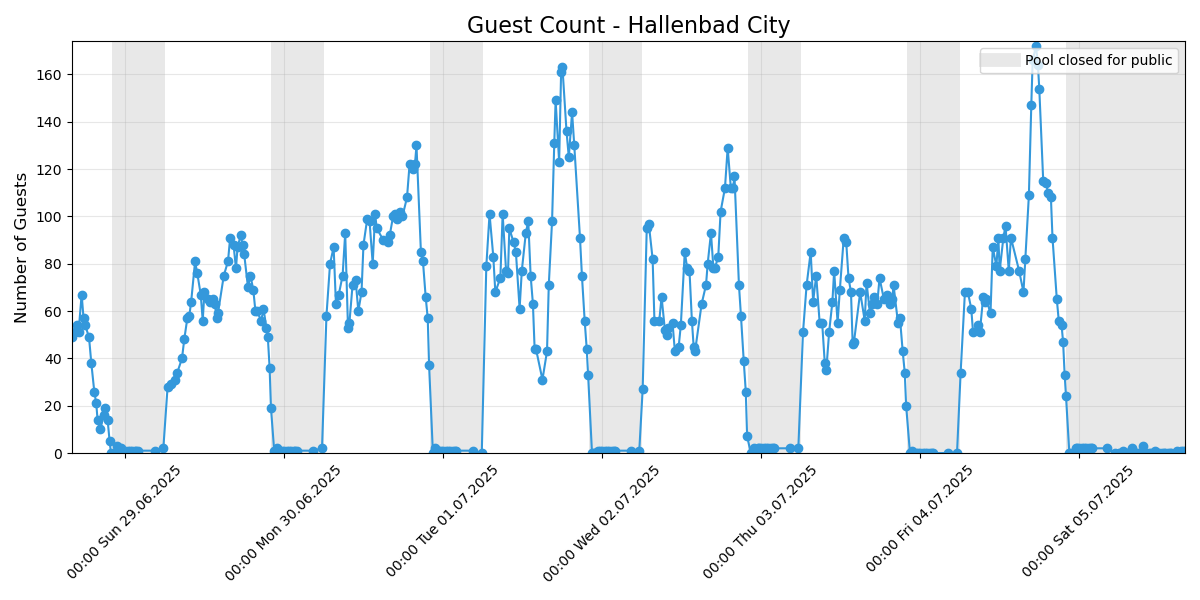 Guest Count - Hallenbad City
Pool closed for public
Number of Guests
160
140
120
100
80
60
40
20
0
00:00 Sun 29.06.2025
00:00 Mon 30.06.2025
00:00 Tue 01.07.2025
00:00 Wed 02.07.2025
00:00 Thu 03.07.2025
00:00 Fri 04.07.2025
00:00 Sat 05.07.2025